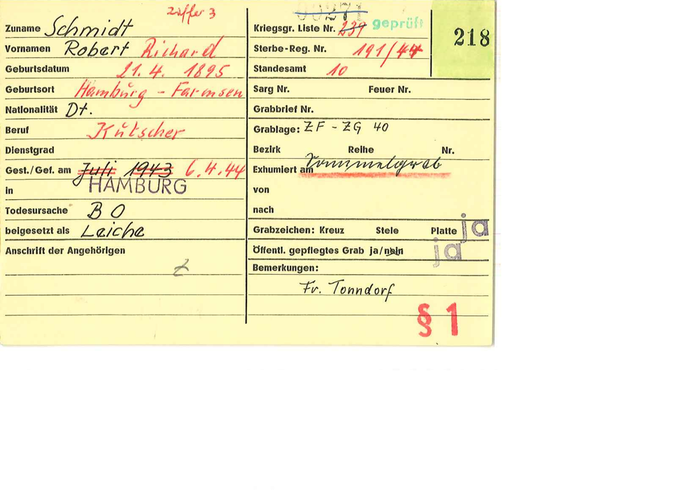 Ziffer 3
Zuname Schmidt
Vornamen Robert Richard
Geburtsdatum 21.4. 1895
Geburtsort Hamburg - Farmsen
Nationalität Dt.
Beruf Kutscher
Dienstgrad
Gest./Gef. am Juli 1943 6.4.44
in HAMBURG
Todesursache BO
beigesetzt als Leiche
Anschrift der Angehörigen
00271
Kriegsgr. Liste Nr. 239 geprüft
218
Sterbe-Reg. Nr. 191/44
Standesamt 10
Sarg Nr. Feuer Nr.
Grabbrief Nr.
Grablage: ZF - ZG 40
Bezirk Reihe Nr.
Sammelgrab
Exhumiert am
von
nach
Grabzeichen: Kreuz Stele Platte ja
Öffentl. gepflegtes Grab ja/nein ja
Bemerkungen:
Fr. Tonndorf
§ 1